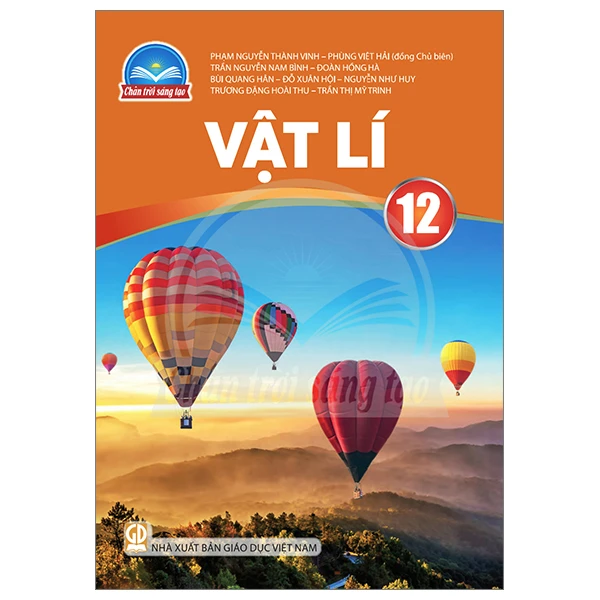 PHẠM NGUYỄN THÀNH VINH – PHÙNG VIỆT HẢI (đồng Chủ biên)
TRẦN NGUYỄN NAM BÌNH – ĐOÀN HỒNG HÀ
BÙI QUANG HÂN – ĐỖ XUÂN HỘI – NGUYỄN NHƯ HUY
TRƯƠNG ĐẶNG HOÀI THU – TRẦN THỊ MỸ TRINH
Chân trời sáng tạo
VẬT LÍ
12
Chân trời sáng tạo
GD
NHÀ XUẤT BẢN GIÁO DỤC VIỆT NAM